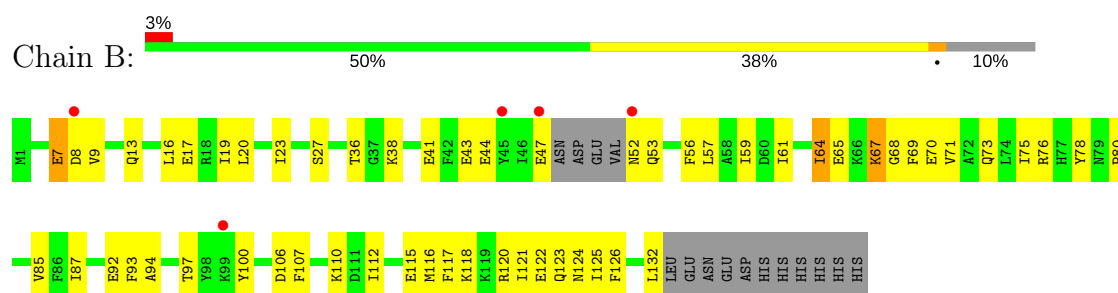 3%
Chain B:
50% 38% • 10%
M1 E7 D8 V9 Q13 L16 E17 R18 I19 L20 I23 S27 T36 G37 K38 E41 F42 E43 E44 Y45 I46 E47 ASN ASP GLU VAL N52 Q53 F56 L57 A58 I59 D60 I61 I64 E65 K66 K67 G68 F69 E70 V71 A72 Q73 L74 I75 R76 H77 Y78 N79
V85 F86 I87 E92 F93 A94 T97 Y98 K99 Y100 D106 F107 K110 D111 I112 E115 M116 F117 K118 K119 R120 I121 E122 Q123 N124 I125 F126 L132 LEU GLU ASN GLU ASP HIS HIS HIS HIS HIS HIS